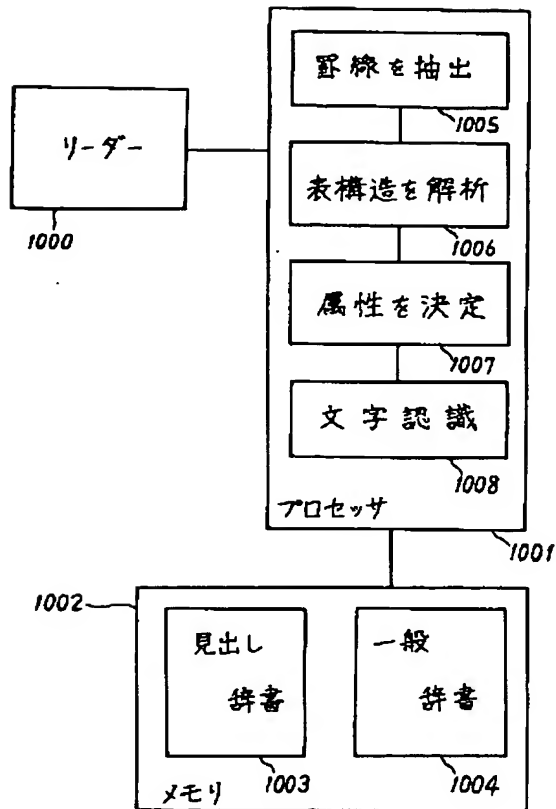 罫線を抽出
1005
リーダー
1000
表構造を解析
1006
属性を決定
1007
文字認識
1008
プロセッサ
1001
1002
見出し
辞書
1003
一般
辞書
1004
メモリ